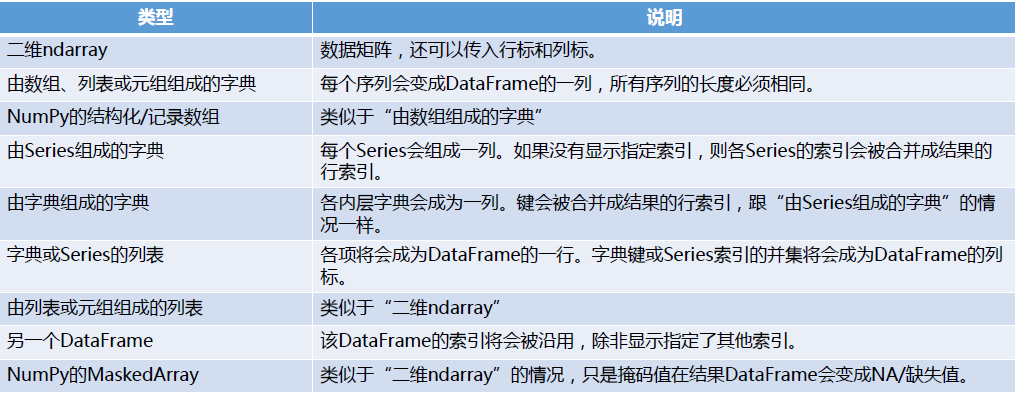 类型 说明
二维ndarray 数据矩阵，还可以传入行标和列标。
由数组、列表或元组组成的字典 每个序列会变成DataFrame的一列，所有序列的长度必须相同。
NumPy的结构化/记录数组 类似于“由数组组成的字典”
由Series组成的字典 每个Series会组成一列。如果没有显示指定索引，则各Series的索引会被合并成结果的
行索引。
由字典组成的字典 各内层字典会成为一列。键会被合并成结果的行索引，跟“由Series组成的字典”的情
况一样。
字典或Series的列表 各项将会成为DataFrame的一行。字典键或Series索引的并集将会成为DataFrame的列
标。
由列表或元组组成的列表 类似于“二维ndarray”
另一个DataFrame 该DataFrame的索引将会被沿用，除非显示指定了其他索引。
NumPy的MaskedArray 类似于“二维ndarray”的情况，只是掩码值在结果DataFrame会变成NA/缺失值。